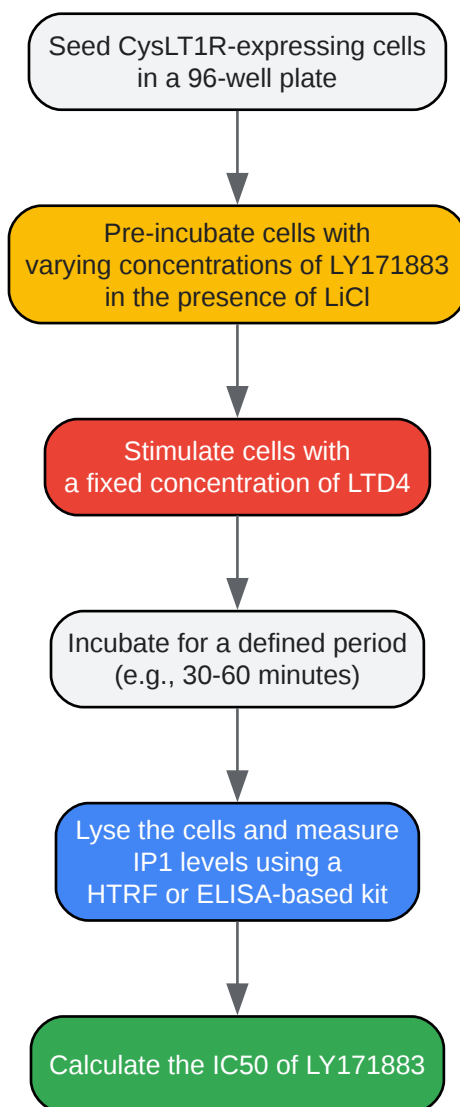 Seed CysLT1R-expressing cells
in a 96-well plate
Pre-incubate cells with
varying concentrations of LY171883
in the presence of LiCl
Stimulate cells with
a fixed concentration of LTD4
Incubate for a defined period
(e.g., 30-60 minutes)
Lyse the cells and measure
IP1 levels using a
HTRF or ELISA-based kit
Calculate the IC50 of LY171883